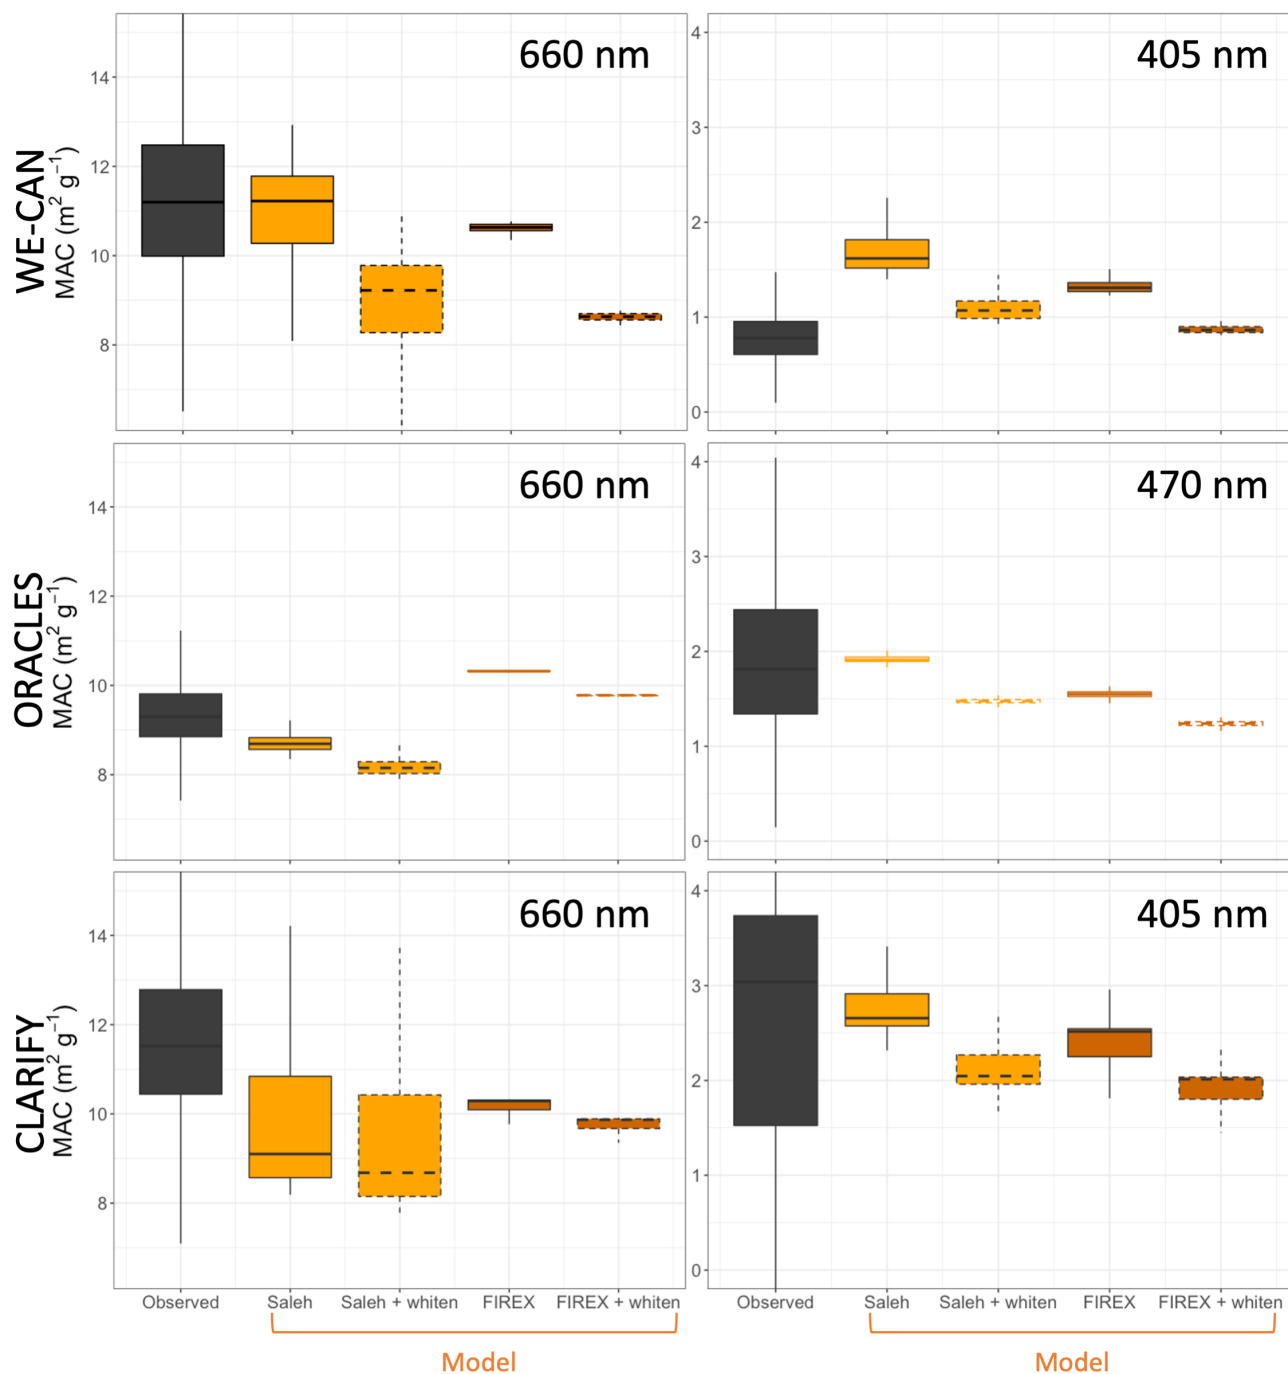 660 nm
405 nm
WE-CAN
MAC (m² g⁻¹)
14
12
10
8
4
3
2
1
0
660 nm
470 nm
ORACLES
MAC (m² g⁻¹)
14
12
10
8
4
3
2
1
0
660 nm
405 nm
CLARIFY
MAC (m² g⁻¹)
14
12
10
8
4
3
2
1
0
Observed Saleh Saleh + whiten FIREX FIREX + whiten
Observed Saleh Saleh + whiten FIREX FIREX + whiten
Model
Model